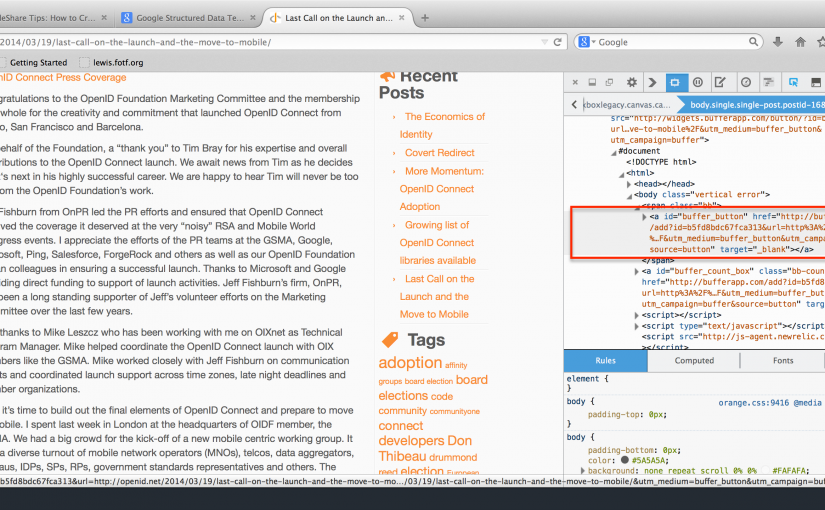 leShare Tips: How to Cr...
Google Structured Data Te...
Last Call on the Launch an...
2014/03/19/last-call-on-the-launch-and-the-move-to-mobile/
Google
Getting Started
lewis.fotf.org
nID Connect Press Coverage
gratulations to the OpenID Foundation Marketing Committee and the membership
whole for the creativity and commitment that launched OpenID Connect from
o, San Francisco and Barcelona.
ehalf of the Foundation, a “thank you” to Tim Bray for his expertise and overall
ributions to the OpenID Connect launch. We await news from Tim as he decides
t's next in his highly successful career. We are happy to hear Tim will never be too
rom the OpenID Foundation’s work.
Fishburn from OnPR led the PR efforts and ensured that OpenID Connect
ived the coverage it deserved at the very “noisy” RSA and Mobile World
gress events. I appreciate the efforts of the PR teams at the GSMA, Google,
osoft, Ping, Salesforce, ForgeRock and others as well as our OpenID Foundation
an colleagues in ensuring a successful launch. Thanks to Microsoft and Google
iding direct funding to support of launch activities. Jeff Fishburn’s firm, OnPR,
been a long standing supporter of Jeff’s volunteer efforts on the Marketing
mittee over the last few years.
thanks to Mike Leszcz who has been working with me on OIXnet as Technical
ram Manager. Mike helped coordinate the OpenID Connect launch with OIX
bers like the GSMA. Mike worked closely with Jeff Fishburn on communication
ts and coordinated launch support across time zones, late night deadlines and
ber organizations.
it’s time to build out the final elements of OpenID Connect and prepare to move
obile. I spent last week in London at the headquarters of OIDF member, the
A. We had a big crowd for the kick-off of a new mobile centric working group. It
a diverse turnout of mobile network operators (MNOs), telcos, data aggregators,
aus, IDPs, SPs, RPs, government standards representatives and others. The
Recent
Posts
› The Economics of
Identity
› Covert Redirect
› More Momentum:
OpenID Connect
Adoption
› Growing list of
OpenID Connect
libraries available
› Last Call on the
Launch and the
Move to Mobile
Tags
adoption affinity
groups board election board
elections code
community communityone
connect
developers Don
Thibeau drummond
reed election European
kboxlegacy.canvas.ca...
body.single.single-post.postid-168
src="http://widgets.bufferapp.com/button/?id=b
url...ve-to-mobile%2F&utm_medium=buffer_button&
utm_campaign=buffer">
#document
<!DOCTYPE html>
<html>
<head></head>
<body class="vertical error">
<span class="bb">
<a id="buffer_button" href="http://buf
/add?id=b5fd8bdc67fca313&url=http%3A%2
%…F&utm_medium=buffer_button&utm_campa
source=button" target="_blank"></a>
</span>
<a id="buffer_count_box" class="bb-coun
href="http://bufferapp.com/add?id=b5fd8
url=http%3A%2F%…F&utm_medium=buffer_butt
utm_campaign=buffer&source=button" targ
<script></script>
<script type="text/javascript"></script
<script src="http://js-agent.newrelic.c
></script>
Rules
Computed
Fonts
element {
}
body {
orange.css:9416 @media
padding-top: 0px;
}
body {
padding-bottom: 0px;
color: #5A5A5A;
background: none repeat scroll 0% 0% #FAFAFA;
b5fd8bdc67fca313&url=http://openid.net/2014/03/19/last-call-on-the-launch-and-the-move-to-mo.../03/19/last-call-on-the-launch-and-the-move-to-mobile/&utm_medium=buffer_button&utm_campaign=buf